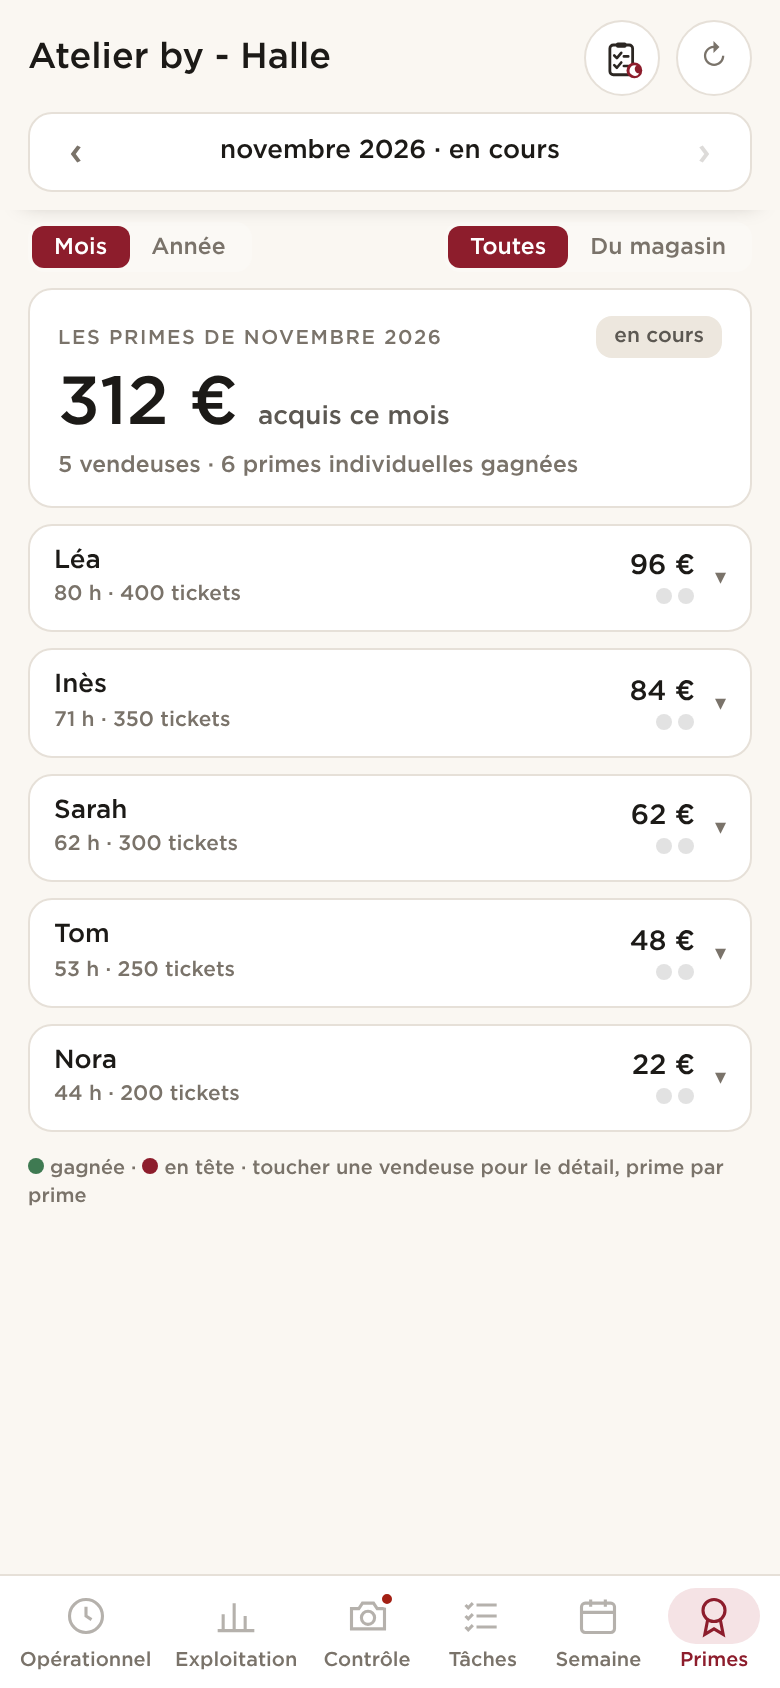 Atelier by - Halle
‹ novembre 2026 · en cours ›
Mois Année Toutes Du magasin
LES PRIMES DE NOVEMBRE 2026 en cours
312 € acquis ce mois
5 vendeuses · 6 primes individuelles gagnées
Léa 96 €
80 h · 400 tickets
Inès 84 €
71 h · 350 tickets
Sarah 62 €
62 h · 300 tickets
Tom 48 €
53 h · 250 tickets
Nora 22 €
44 h · 200 tickets
gagnée · en tête · toucher une vendeuse pour le détail, prime par
prime
Opérationnel Exploitation Contrôle Tâches Semaine Primes